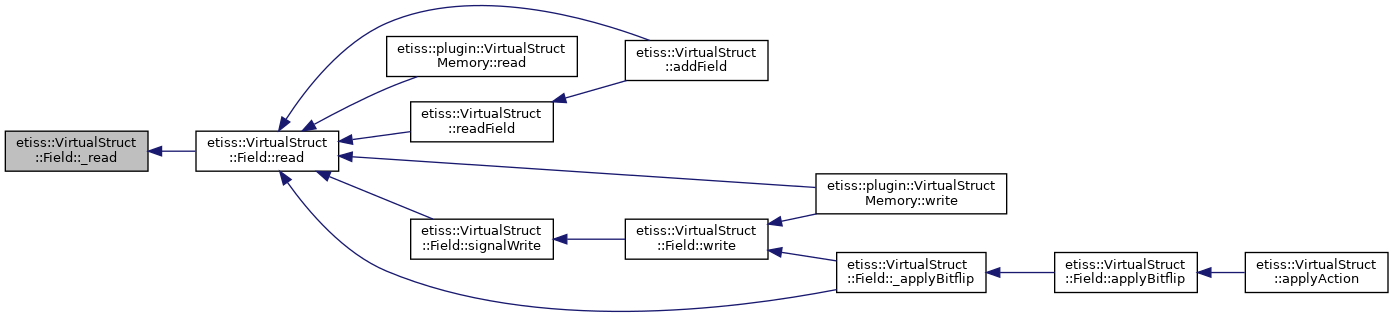 etiss::VirtualStruct
::Field::_read
etiss::VirtualStruct
::Field::read
etiss::plugin::VirtualStruct
Memory::read
etiss::VirtualStruct
::readField
etiss::VirtualStruct
::addField
etiss::VirtualStruct
::Field::signalWrite
etiss::VirtualStruct
::Field::write
etiss::plugin::VirtualStruct
Memory::write
etiss::VirtualStruct
::Field::_applyBitflip
etiss::VirtualStruct
::Field::applyBitflip
etiss::VirtualStruct
::applyAction